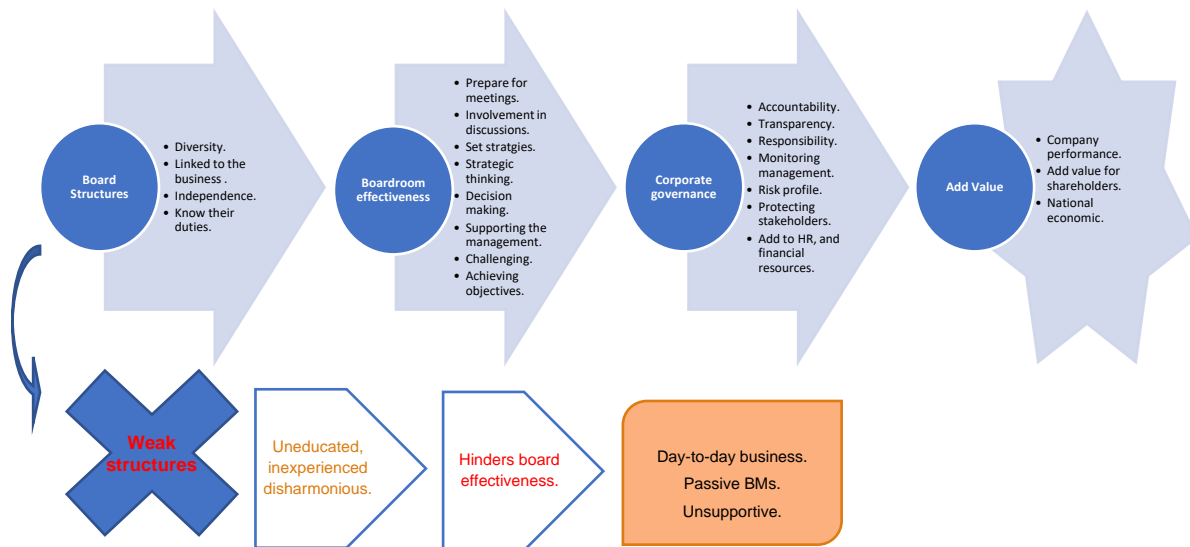 Board
Structures
• Diversity.
• Linked to the
business .
• Independence.
• Know their
duties.
Boardroom
effectiveness
• Prepare for
meetings.
• Involvement in
discussions.
• Set stratgies.
• Strategic
thinking.
• Decision
making.
• Supporting the
management.
• Challenging.
• Achieving
objectives.
Corporate
governance
• Accountability.
• Transparency.
• Responsibility.
• Monitoring
management.
• Risk profile.
• Protecting
stakeholders.
• Add to HR, and
financial
resources.
Add Value
• Company
performance.
• Add value for
shareholders.
• National
economic.
Weak
structures
Uneducated,
inexperienced
disharmonious.
Hinders board
effectiveness.
Day-to-day business.
Passive BMs.
Unsupportive.